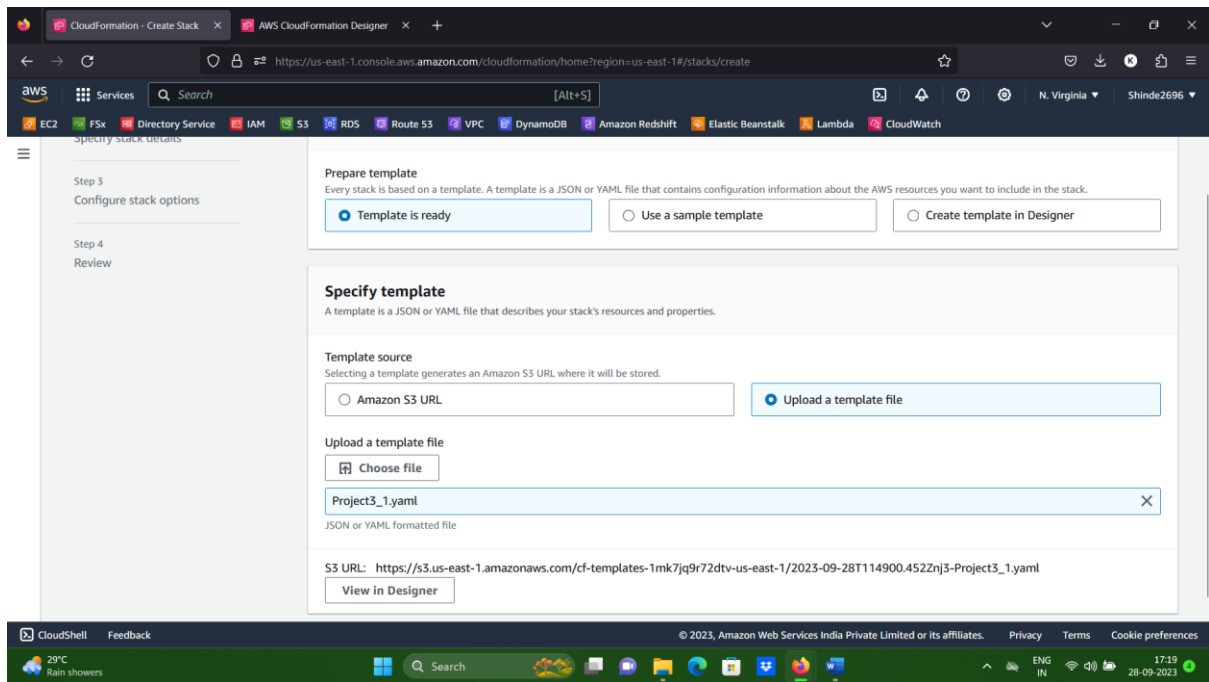 CloudFormation - Create Stack
AWS CloudFormation Designer
https://us-east-1.console.aws.amazon.com/cloudformation/home?region=us-east-1#/stacks/create
K
aws Services Search [Alt+S] N. Virginia Shinde2696
EC2 FSx Directory Service IAM S3 RDS Route 53 VPC DynamoDB Amazon Redshift Elastic Beanstalk Lambda CloudWatch
Specify stack details
Step 3
Configure stack options
Step 4
Review
Prepare template
Every stack is based on a template. A template is a JSON or YAML file that contains configuration information about the AWS resources you want to include in the stack.
Template is ready Use a sample template Create template in Designer
Specify template
A template is a JSON or YAML file that describes your stack's resources and properties.
Template source
Selecting a template generates an Amazon S3 URL where it will be stored.
Amazon S3 URL Upload a template file
Upload a template file
Choose file
Project3_1.yaml
JSON or YAML formatted file
S3 URL: https://s3.us-east-1.amazonaws.com/cf-templates-1mk7jq9r72dtv-us-east-1/2023-09-28T114900.452Znj3-Project3_1.yaml
View in Designer
CloudShell Feedback © 2023, Amazon Web Services India Private Limited or its affiliates. Privacy Terms Cookie preferences
29°C
Rain showers
Search
ENG
IN
17:19
28-09-2023
4